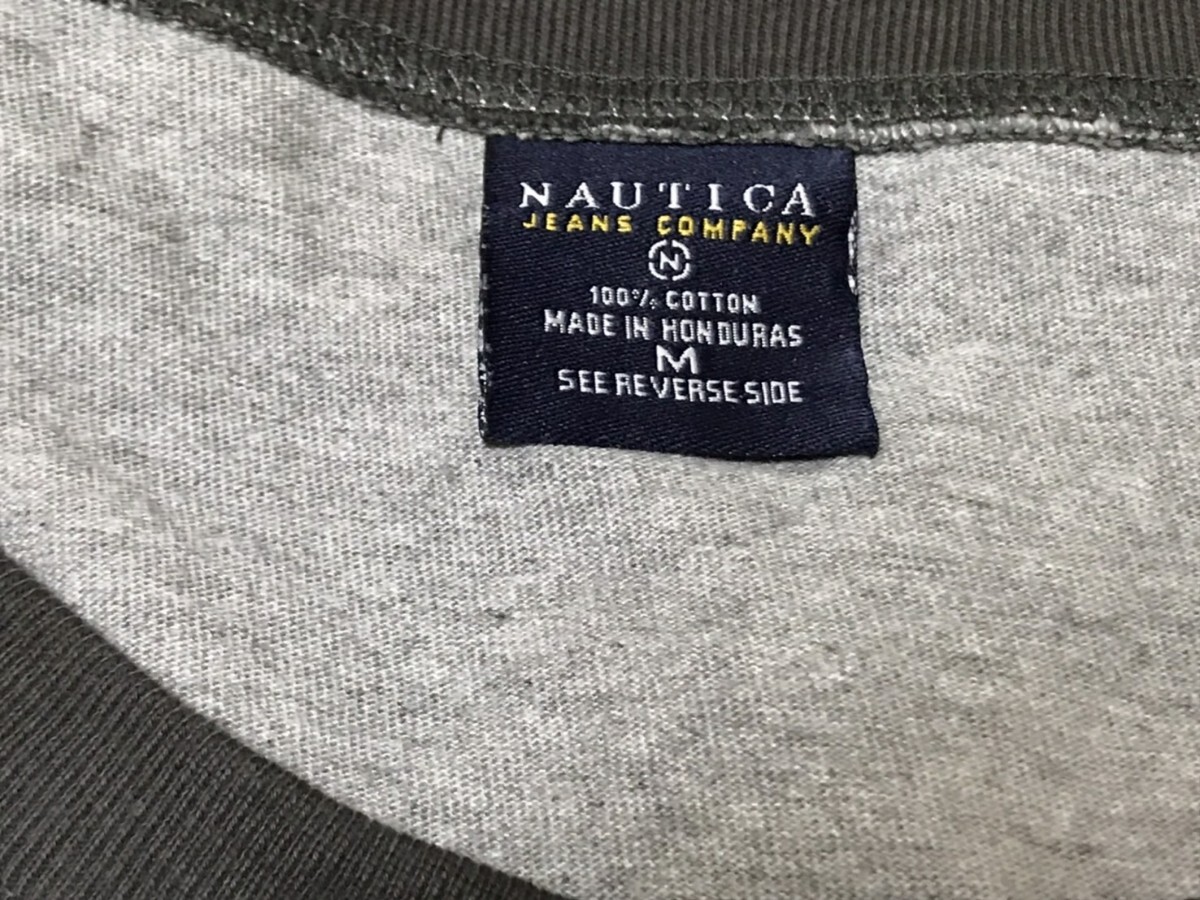 NAUTICA
JEANS COMPANY
N
100% COTTON
MADE IN HONDURAS
M
SEE REVERSE SIDE